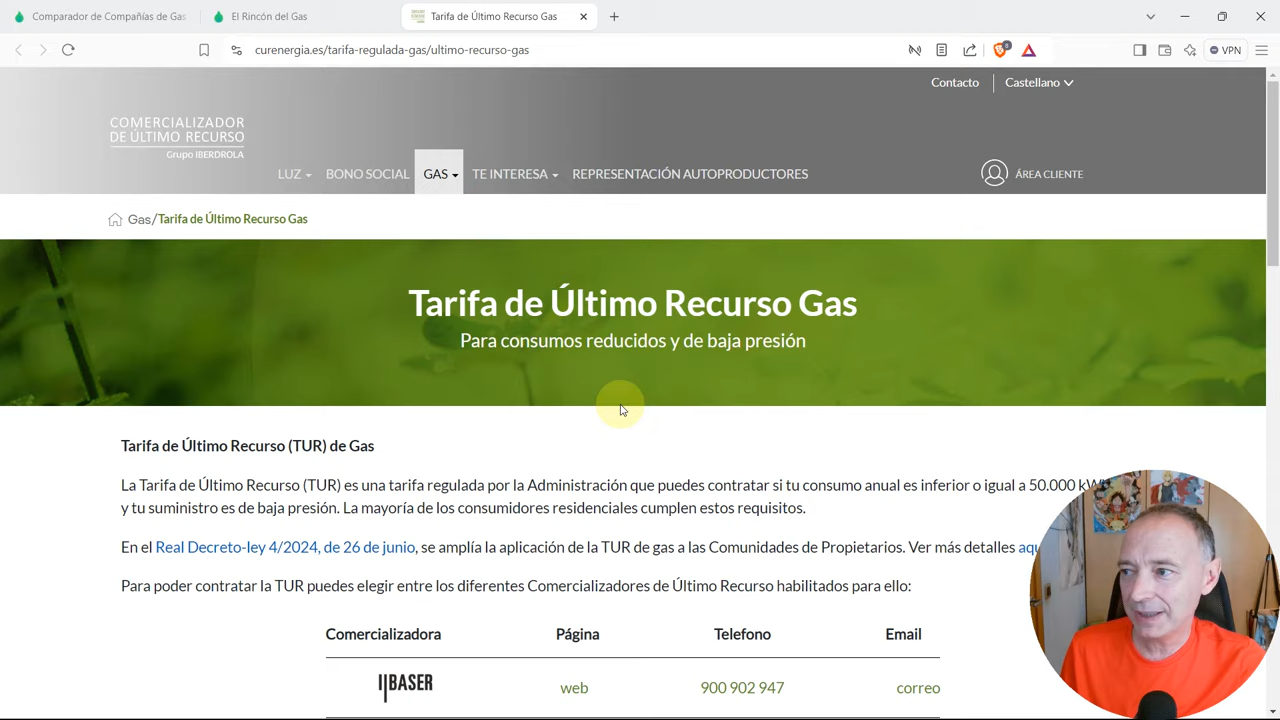 Comparador de Compañías de Gas
El Rincón del Gas
Tarifa de Último Recurso Gas
curenergia.es/tarifa-regulada-gas/ultimo-recurso-gas
VPN
Contacto
Castellano
COMERCIALIZADOR
DE ÚLTIMO RECURSO
Grupo IBERDROLA
LUZ
BONO SOCIAL
GAS
TE INTERESA
REPRESENTACIÓN AUTOPRODUCTORES
ÁREA CLIENTE
Gas/Tarifa de Último Recurso Gas
Tarifa de Último Recurso Gas
Para consumos reducidos y de baja presión
Tarifa de Último Recurso (TUR) de Gas
La Tarifa de Último Recurso (TUR) es una tarifa regulada por la Administración que puedes contratar si tu consumo anual es inferior o igual a 50.000
y tu suministro es de baja presión. La mayoría de los consumidores residenciales cumplen estos requisitos.
En el Real Decreto-ley 4/2024, de 26 de junio, se amplía la aplicación de la TUR de gas a las Comunidades de Propietarios. Ver más detalles
Para poder contratar la TUR puedes elegir entre los diferentes Comercializadores de Último Recurso habilitados para ello:
Comercializadora Página Telefono Email
BASER web 900 902 947 correo